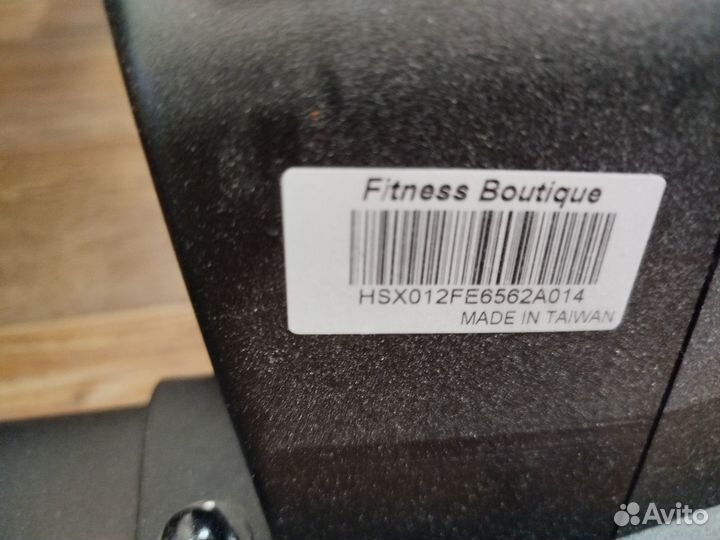 Fitness Boutique
HSX012FE6562A014
MADE IN TAIWAN
Avito